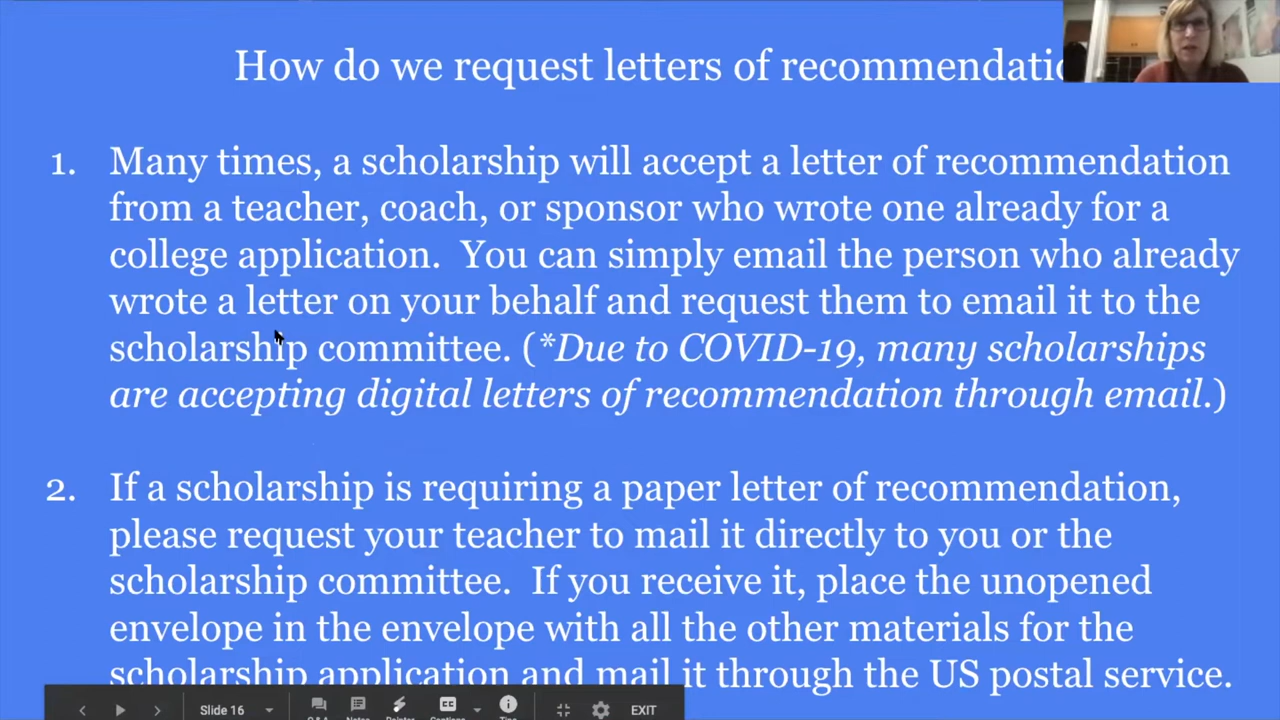 How do we request letters of recommendatio
1. Many times, a scholarship will accept a letter of recommendation
from a teacher, coach, or sponsor who wrote one already for a
college application. You can simply email the person who already
wrote a letter on your behalf and request them to email it to the
scholarship committee. (*Due to COVID-19, many scholarships
are accepting digital letters of recommendation through email.)
2. If a scholarship is requiring a paper letter of recommendation,
please request your teacher to mail it directly to you or the
scholarship committee. If you receive it, place the unopened
envelope in the envelope with all the other materials for the
scholarship application and mail it through the US postal service.
Slide 16 Q&A Notes Pointer Captions Tips EXIT